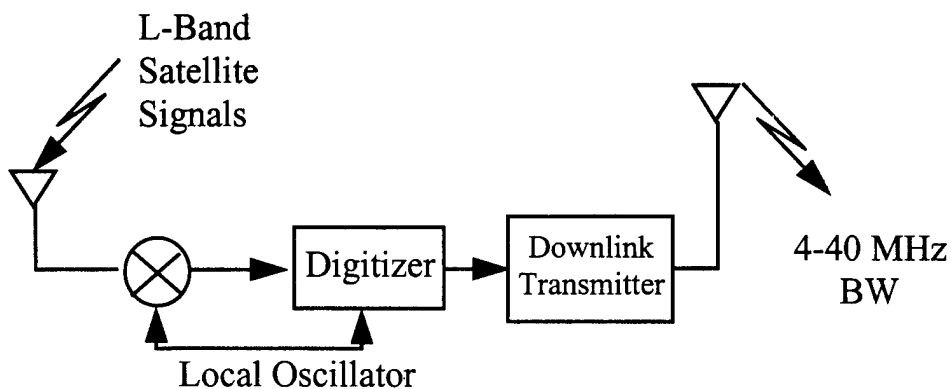 L-Band
Satellite
Signals
Digitizer
Downlink
Transmitter
4-40 MHz
BW
Local Oscillator